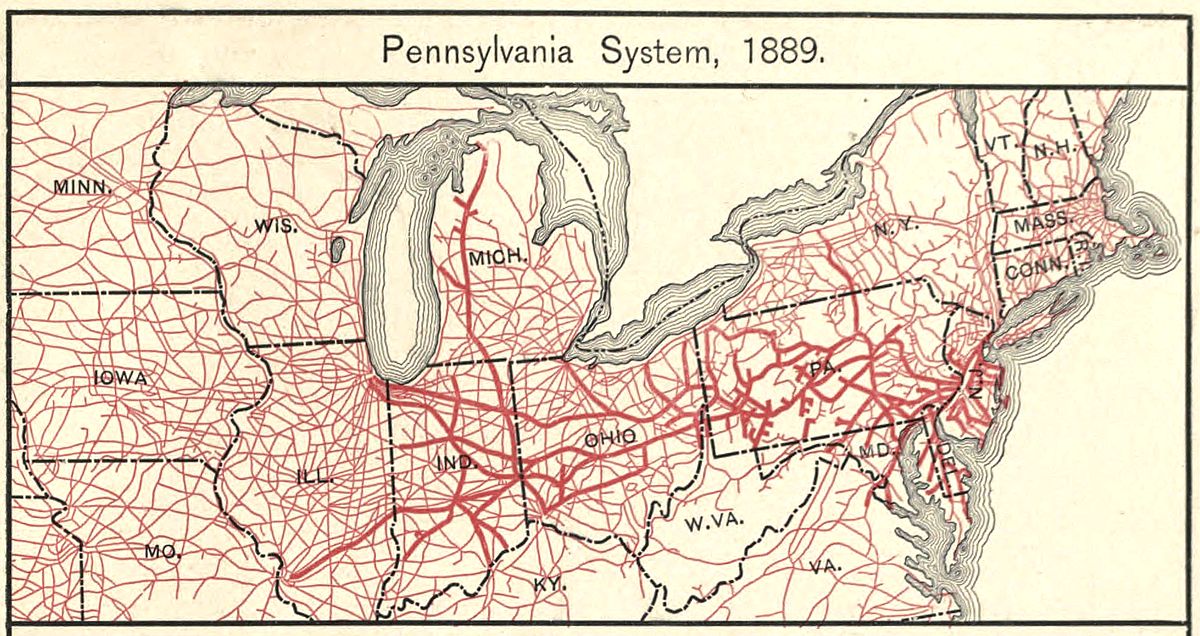 Pennsylvania System, 1889.
MINN.
WIS.
MICH.
N.Y.
VT.
N.H.
MASS.
CONN.
R.I.
IOWA
ILL.
IND.
OHIO
PA.
N.J.
MD.
DEL.
MO.
KY.
W.VA.
VA.